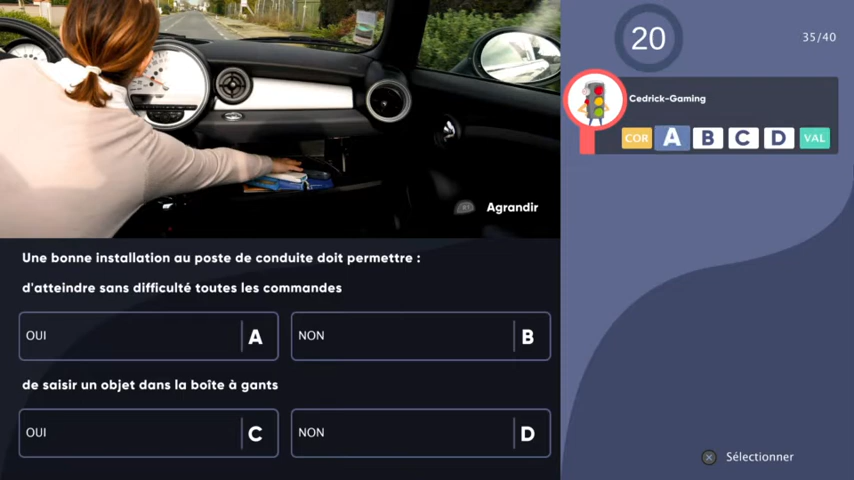 20
35/40
Cedrick-Gaming
COR A B C D VAL
Agrandir
Une bonne installation au poste de conduite doit permettre :
d'atteindre sans difficulté toutes les commandes
OUI A NON B
de saisir un objet dans la boîte à gants
OUI C NON D
Sélectionner